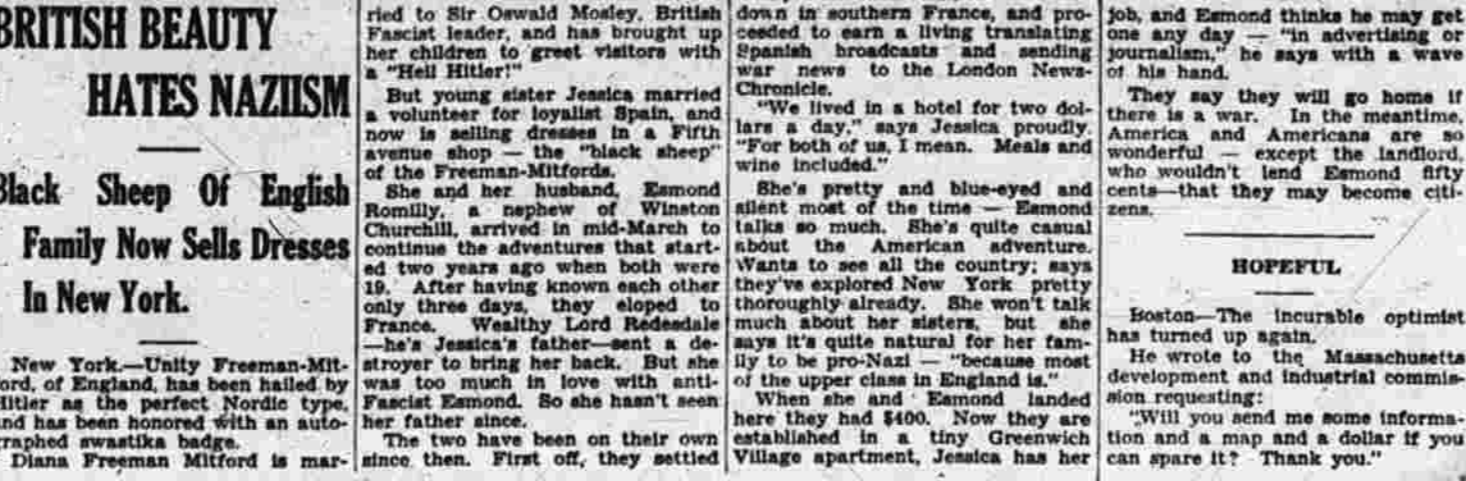 BRITISH BEAUTY
HATES NAZIISM
Black Sheep Of English
Family Now Sells Dresses
In New York.
New York.—Unity Freeman-Mit-
ord, of England, has been hailed by
Hitler as the perfect Nordic type,
and has been honored with an auto-
graphed swastika badge.
Diana Freeman Mitford is mar-
ried to Sir Oswald Mosley, British
Fascist leader, and has brought up
her children to greet visitors with
a "Heil Hitler!"
But young sister Jessica married
a volunteer for loyalist Spain, and
now is selling dresses in a Fifth
avenue shop — the "black sheep"
of the Freeman-Mitfords.
She and her husband, Esmond
Romilly, a nephew of Winston
Churchill, arrived in mid-March to
continue the adventures that start-
ed two years ago when both were
19. After having known each other
only three days, they eloped to
France. Wealthy Lord Redesdale
—he's Jessica's father—sent a de-
stroyer to bring her back. But she
was too much in love with anti-
Fascist Esmond. So she hasn't seen
her father since.
The two have been on their own
since then. First off, they settled
down in southern France, and pro-
ceeded to earn a living translating
Spanish broadcasts and sending
war news to the London News-
Chronicle.
"We lived in a hotel for two dol-
lars a day," says Jessica proudly.
"For both of us, I mean. Meals and
wine included."
She's pretty and blue-eyed and
silent most of the time — Esmond
talks so much. She's quite casual
about the American adventure.
Wants to see all the country; says
they've explored New York pretty
thoroughly already. She won't talk
much about her sisters, but she
says it's quite natural for her fam-
ily to be pro-Nazi — "because most
of the upper class in England is."
When she and Esmond landed
here they had $400. Now they are
established in a tiny Greenwich
Village apartment, Jessica has her
job, and Esmond thinks he may get
one any day — "in advertising or
journalism," he says with a wave
of his hand.
They say they will go home if
there is a war. In the meantime,
America and Americans are so
wonderful — except the landlord,
who wouldn't lend Esmond fifty
cents—that they may become citi-
zens.
HOPEFUL
Boston—The incurable optimist
has turned up again.
He wrote to the Massachusetts
development and industrial commis-
sion requesting:
"Will you send me some informa-
tion and a map and a dollar if you
can spare it? Thank you."